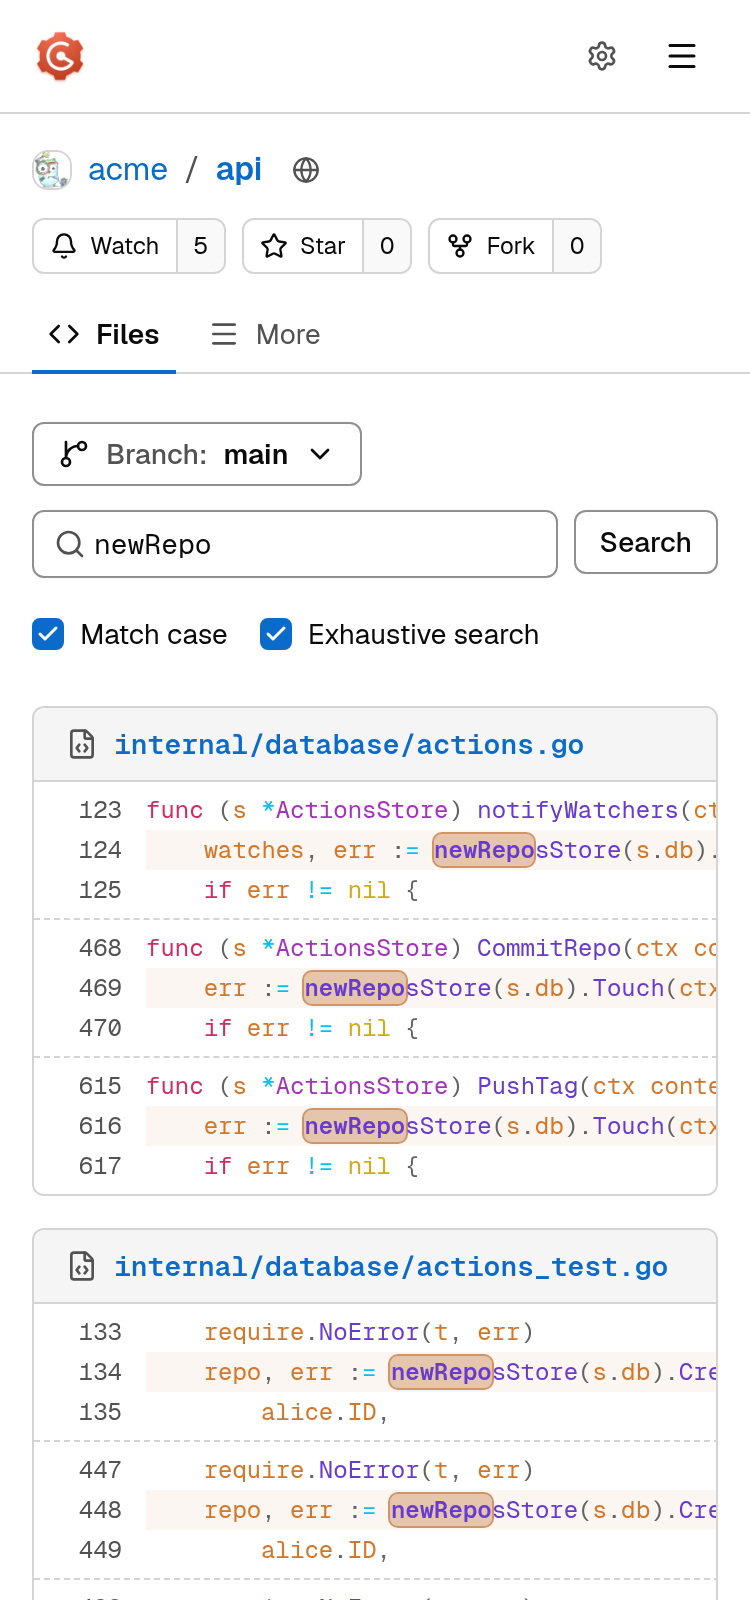 acme / api
Watch 5 Star 0 Fork 0
Files More
Branch: main
newRepo Search
Match case Exhaustive search
internal/database/actions.go
123 func (s *ActionsStore) notifyWatchers(ct
124 watches, err := newReposStore(s.db).
125 if err != nil {
468 func (s *ActionsStore) CommitRepo(ctx co
469 err := newReposStore(s.db).Touch(ctx
470 if err != nil {
615 func (s *ActionsStore) PushTag(ctx conte
616 err := newReposStore(s.db).Touch(ctx
617 if err != nil {
internal/database/actions_test.go
133 require.NoError(t, err)
134 repo, err := newReposStore(s.db).Cre
135 alice.ID,
447 require.NoError(t, err)
448 repo, err := newReposStore(s.db).Cre
449 alice.ID,